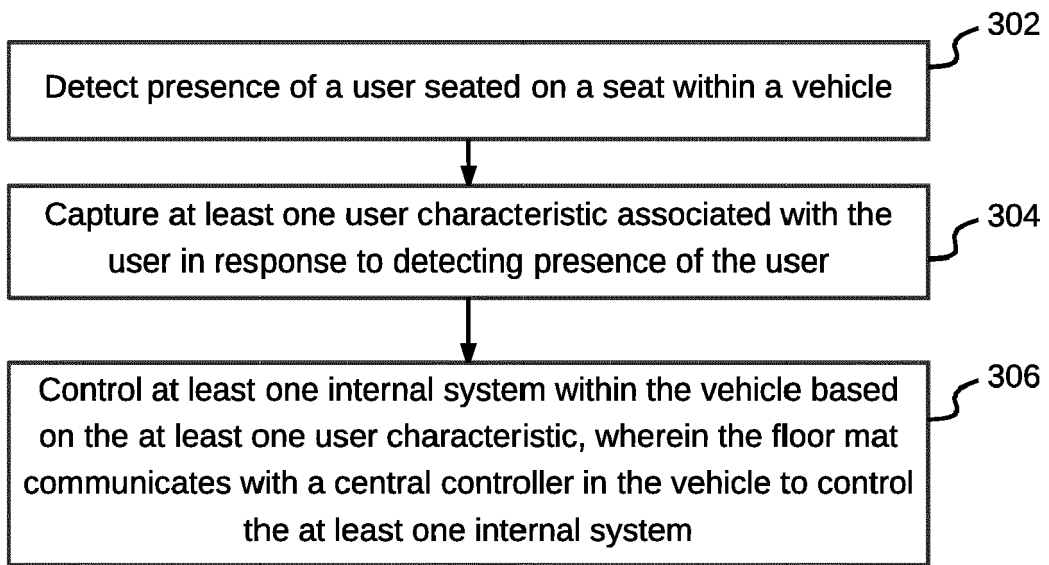 302
Detect presence of a user seated on a seat within a vehicle
304
Capture at least one user characteristic associated with the
user in response to detecting presence of the user
306
Control at least one internal system within the vehicle based
on the at least one user characteristic, wherein the floor mat
communicates with a central controller in the vehicle to control
the at least one internal system